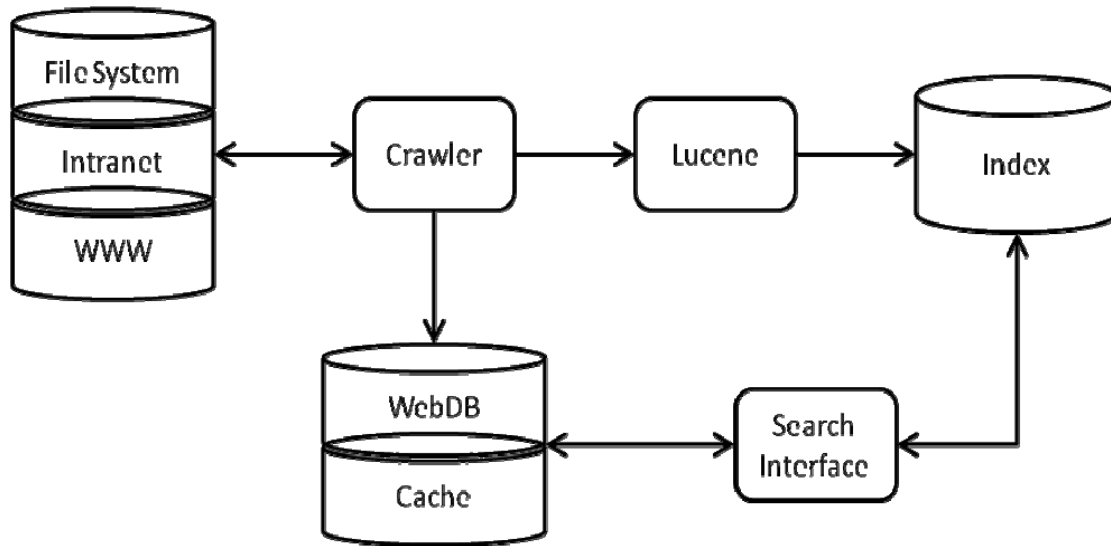 File System
Intranet
WWW
Crawler
Lucene
Index
WebDB
Cache
Search
Interface